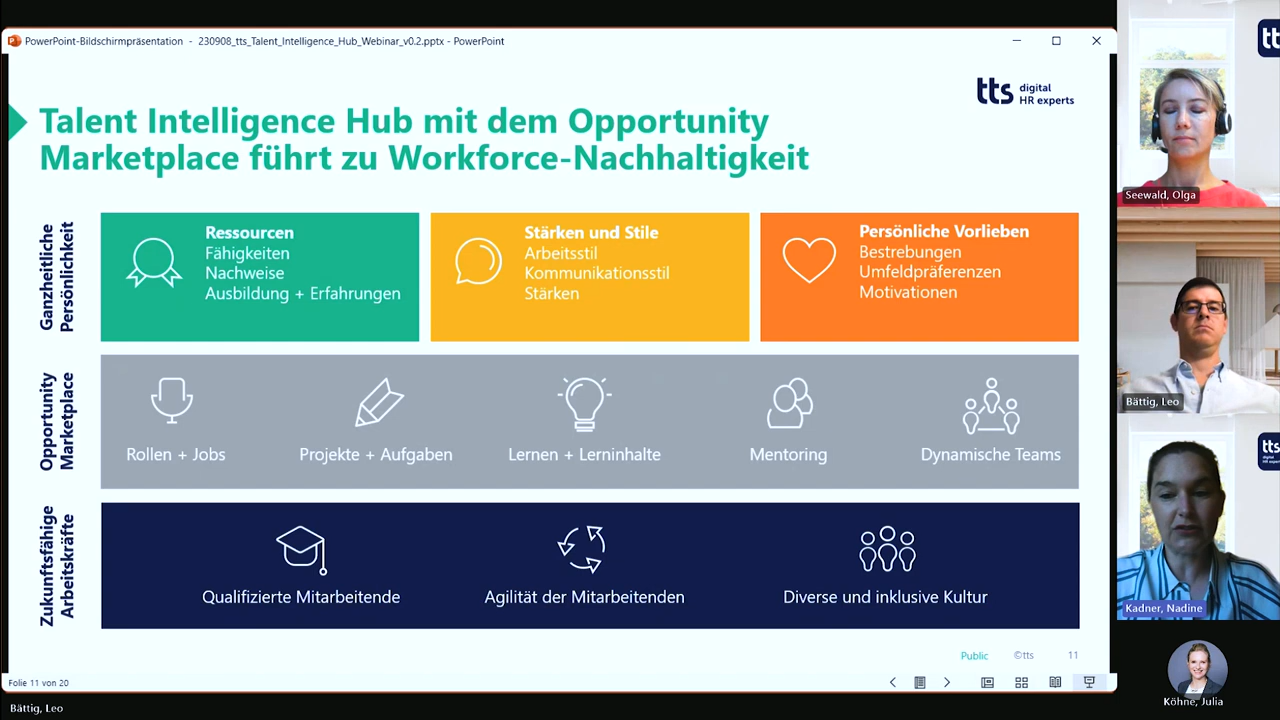 PowerPoint-Bildschirmpräsentation - 230908_tts_Talent_Intelligence_Hub_Webinar_v0.2.pptx - PowerPoint
tts digital
HR experts
Talent Intelligence Hub mit dem Opportunity
Marketplace führt zu Workforce-Nachhaltigkeit
Ganzheitliche
Persönlichkeit
Ressourcen
Fähigkeiten
Nachweise
Ausbildung + Erfahrungen
Stärken und Stile
Arbeitsstil
Kommunikationsstil
Stärken
Persönliche Vorlieben
Bestrebungen
Umfeldpräferenzen
Motivationen
Opportunity
Marketplace
Rollen + Jobs
Projekte + Aufgaben
Lernen + Lerninhalte
Mentoring
Dynamische Teams
Zukunftsfähige
Arbeitskräfte
Qualifizierte Mitarbeitende
Agilität der Mitarbeitenden
Diverse und inklusive Kultur
Public
©tts
11
Folie 11 von 20
Bättig, Leo
Seewald, Olga
Bättig, Leo
tts
Kadner, Nadine
Köhne, Julia